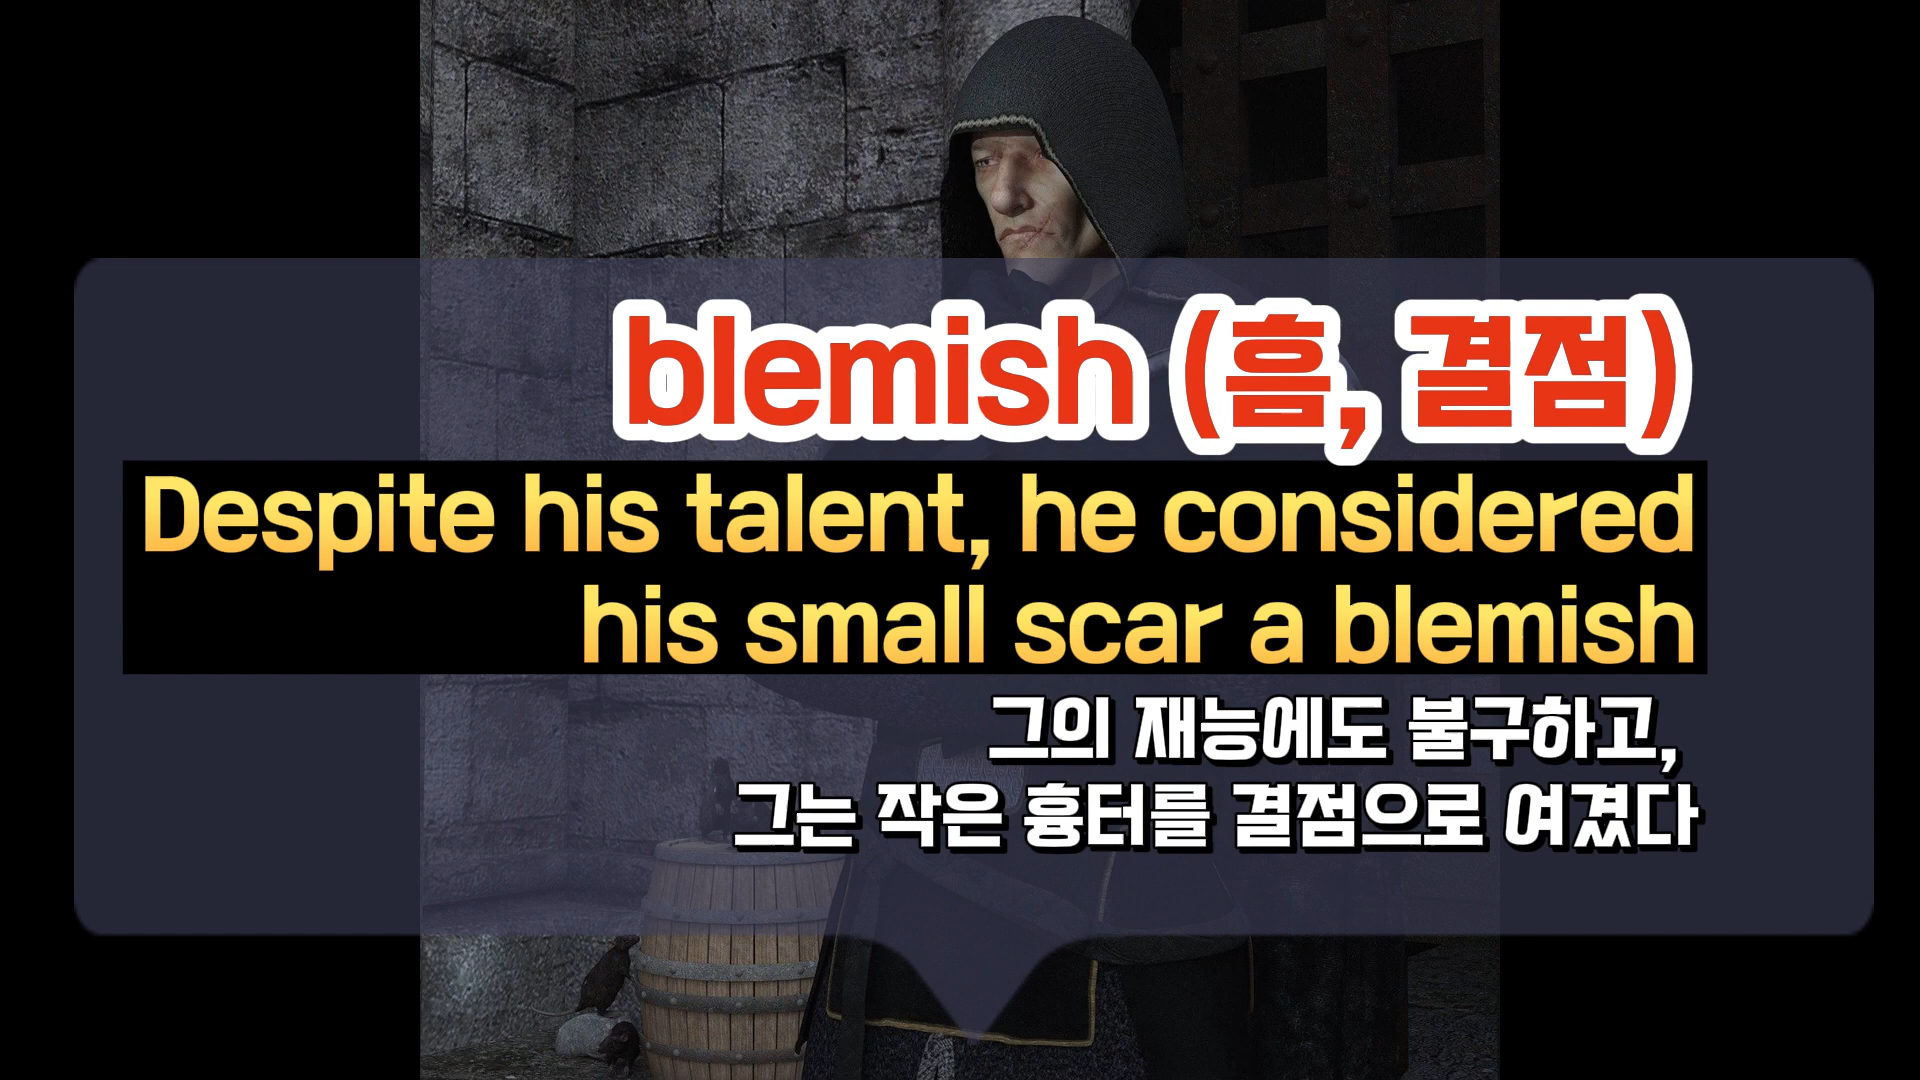 blemish (흠, 결점)
Despite his talent, he considered
his small scar a blemish
그의 재능에도 불구하고,
그는 작은 흉터를 결점으로 여겼다